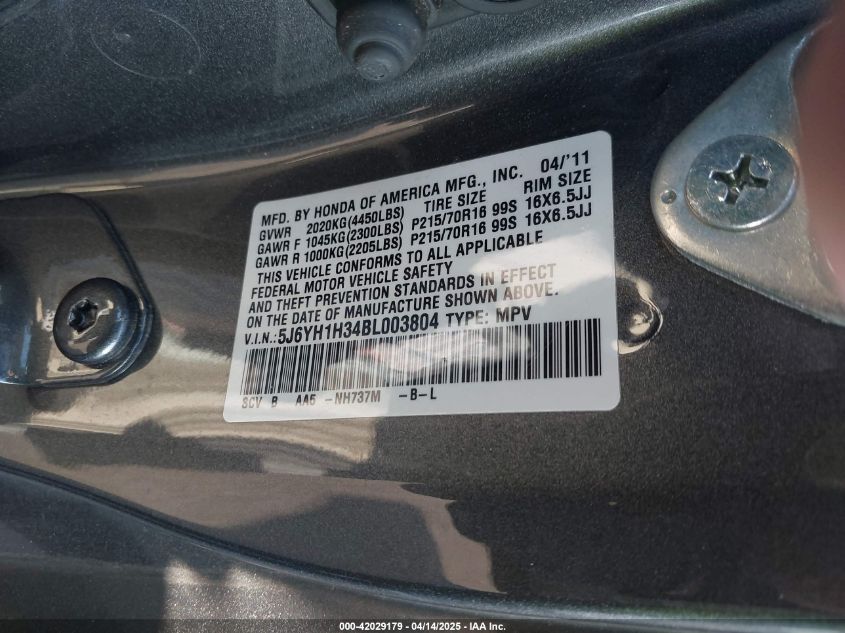 MFD. BY HONDA OF AMERICA MFG., INC. 04/'11
GVWR 2020KG(4450LBS) TIRE SIZE RIM SIZE
GAWR F 1045KG(2300LBS) P215/70R16 99S 16X6.5JJ
GAWR R 1000KG(2205LBS) P215/70R16 99S 16X6.5JJ
THIS VEHICLE CONFORMS TO ALL APPLICABLE
FEDERAL MOTOR VEHICLE SAFETY
AND THEFT PREVENTION STANDARDS IN EFFECT
ON THE DATE OF MANUFACTURE SHOWN ABOVE.
V.I.N.: 5J6YH1H34BL003804 TYPE: MPV
SCV B AA5 -NH737M -B-L
000-42029179 - 04/14/2025 - IAA Inc.